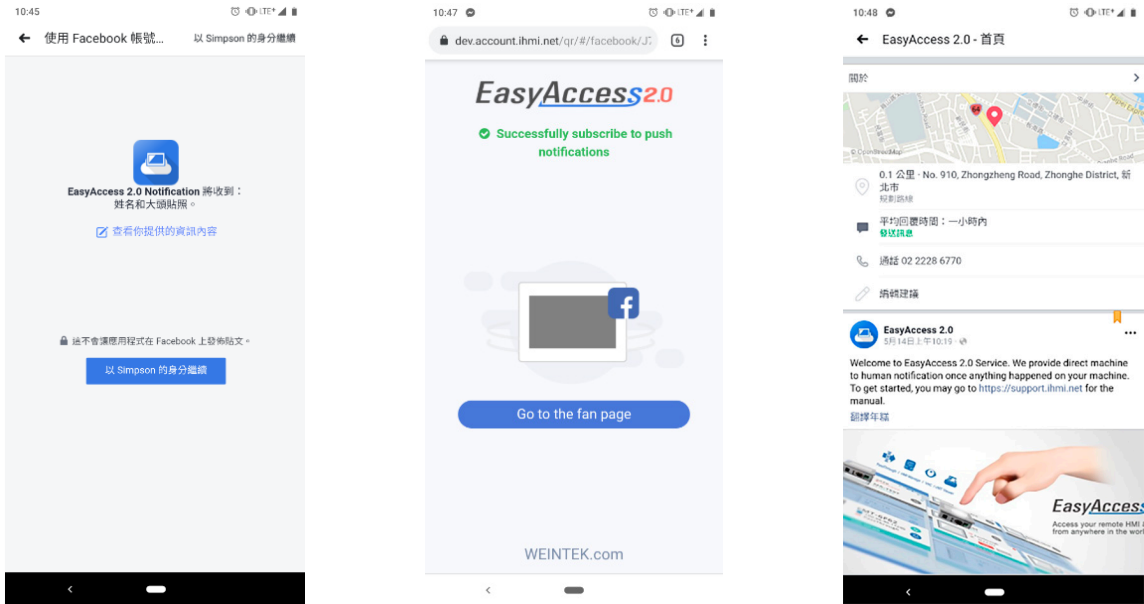 10:45
LTE+
使用 Facebook 帳號...
以 Simpson 的身分繼續
EasyAccess 2.0 Notification 將收到：
姓名和大頭貼照。
查看你提供的資訊內容
這不會讓應用程式在 Facebook 上發佈貼文。
以 Simpson 的身分繼續
10:47
LTE+
dev.account.ihmi.net/qr/#/facebook/J7
6
EasyAccess2.0
Successfully subscribe to push
notifications
Go to the fan page
WEINTEK.com
10:48
LTE+
EasyAccess 2.0 - 首頁
關於
© OpenStreetMap
0.1 公里 · No. 910, Zhongzheng Road, Zhonghe District, 新
北市
規劃路線
平均回覆時間：一小時內
發送訊息
通話 02 2228 6770
編輯建議
EasyAccess 2.0
5月14日上午10:19 ·
Welcome to EasyAccess 2.0 Service. We provide direct machine
to human notification once anything happened on your machine.
To get started, you may go to https://support.ihmi.net for the
manual.
翻譯年糕
EasyAccess
Access your remote HMI
from anywhere in the wor